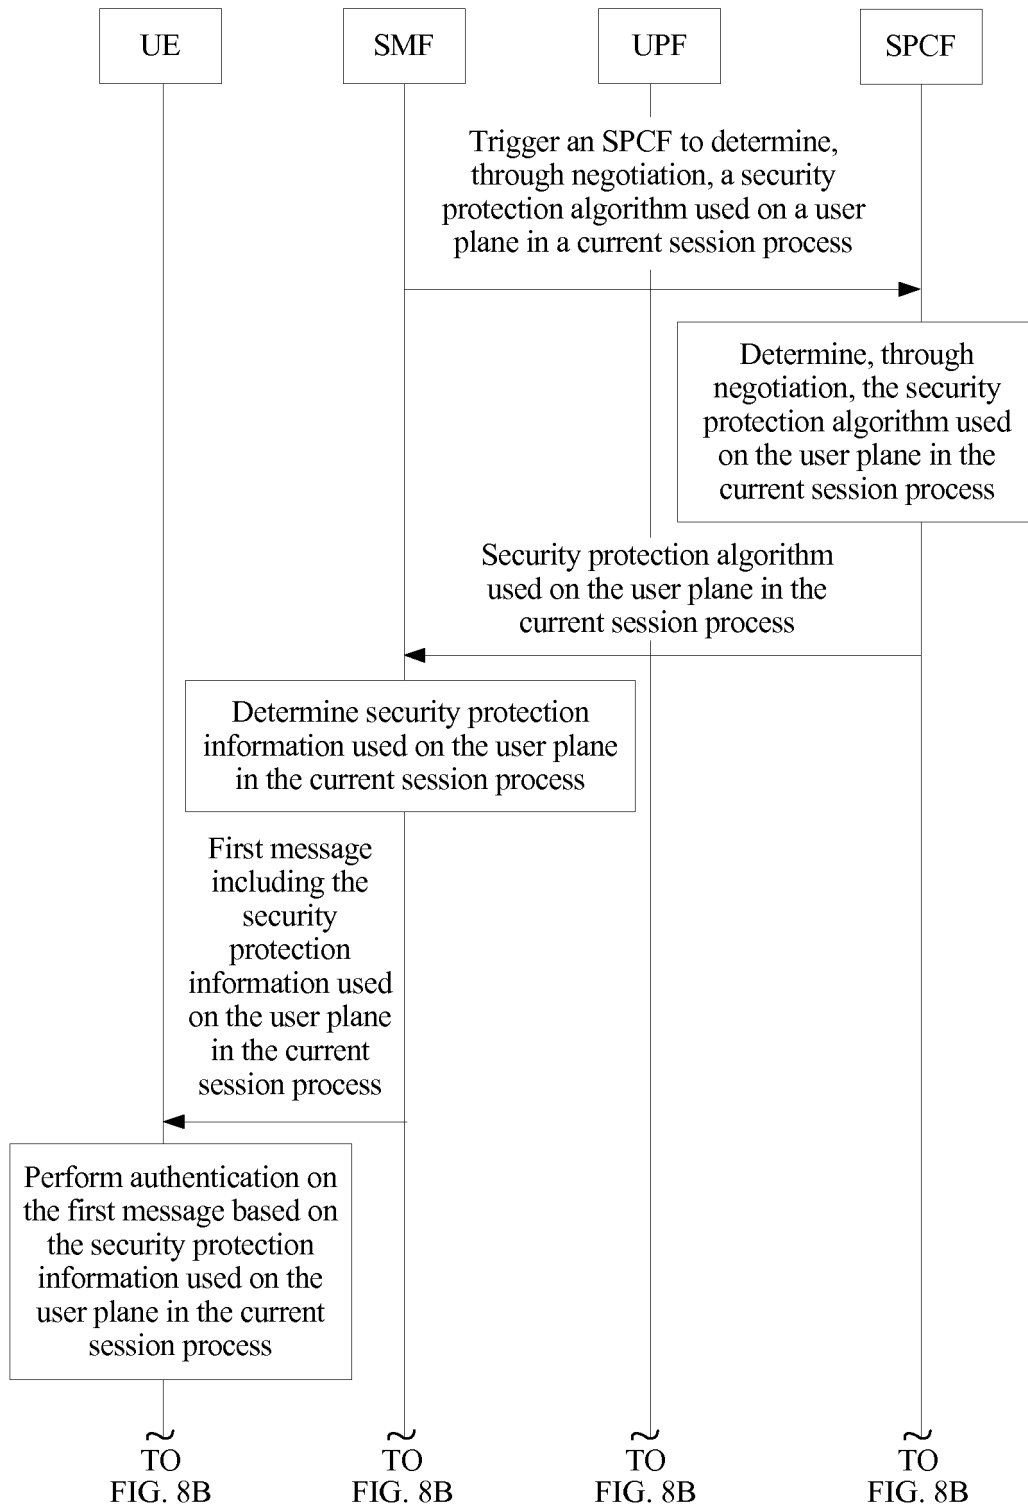 UE
SMF
UPF
SPCF
Trigger an SPCF to determine,
through negotiation, a security
protection algorithm used on a user
plane in a current session process
Determine, through
negotiation, the security
protection algorithm used
on the user plane in the
current session process
Security protection algorithm
used on the user plane in the
current session process
Determine security protection
information used on the user plane
in the current session process
First message
including the
security
protection
information used
on the user plane
in the current
session process
Perform authentication on
the first message based on
the security protection
information used on the
user plane in the current
session process
TO
FIG. 8B
TO
FIG. 8B
TO
FIG. 8B
TO
FIG. 8B